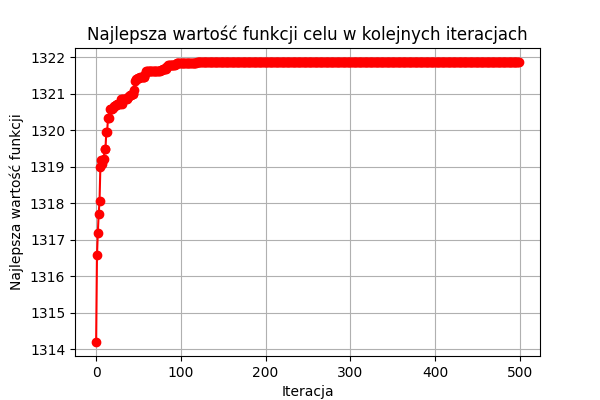 Najlepsza wartość funkcji celu w kolejnych iteracjach
1322
1321
1320
1319
1318
1317
1316
1315
1314
Najlepsza wartość funkcji
0 100 200 300 400 500
Iteracja